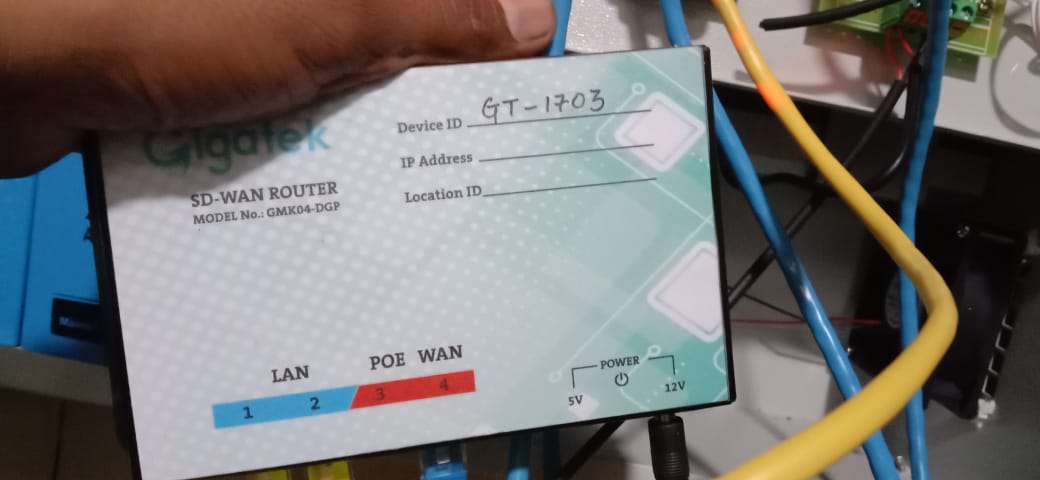 Gigatek
Device ID GT-1703
IP Address
Location ID
SD-WAN ROUTER
MODEL No.: GMK04-DGP
LAN
POE WAN
1 2 3 4
POWER
5V
12V